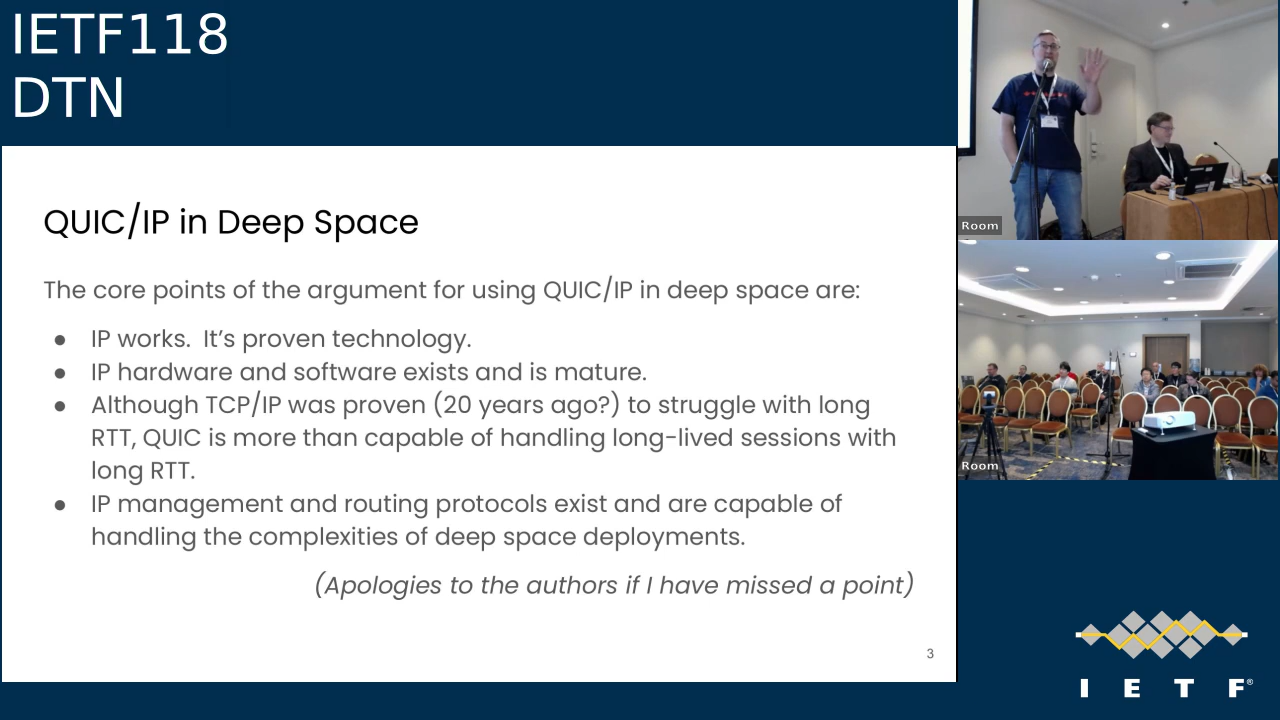 IETF118
DTN
QUIC/IP in Deep Space
The core points of the argument for using QUIC/IP in deep space are:
● IP works.  It's proven technology.
● IP hardware and software exists and is mature.
● Although TCP/IP was proven (20 years ago?) to struggle with long
RTT, QUIC is more than capable of handling long-lived sessions with
long RTT.
● IP management and routing protocols exist and are capable of
handling the complexities of deep space deployments.
(Apologies to the authors if I have missed a point)
3
Room
Room
I E T F®